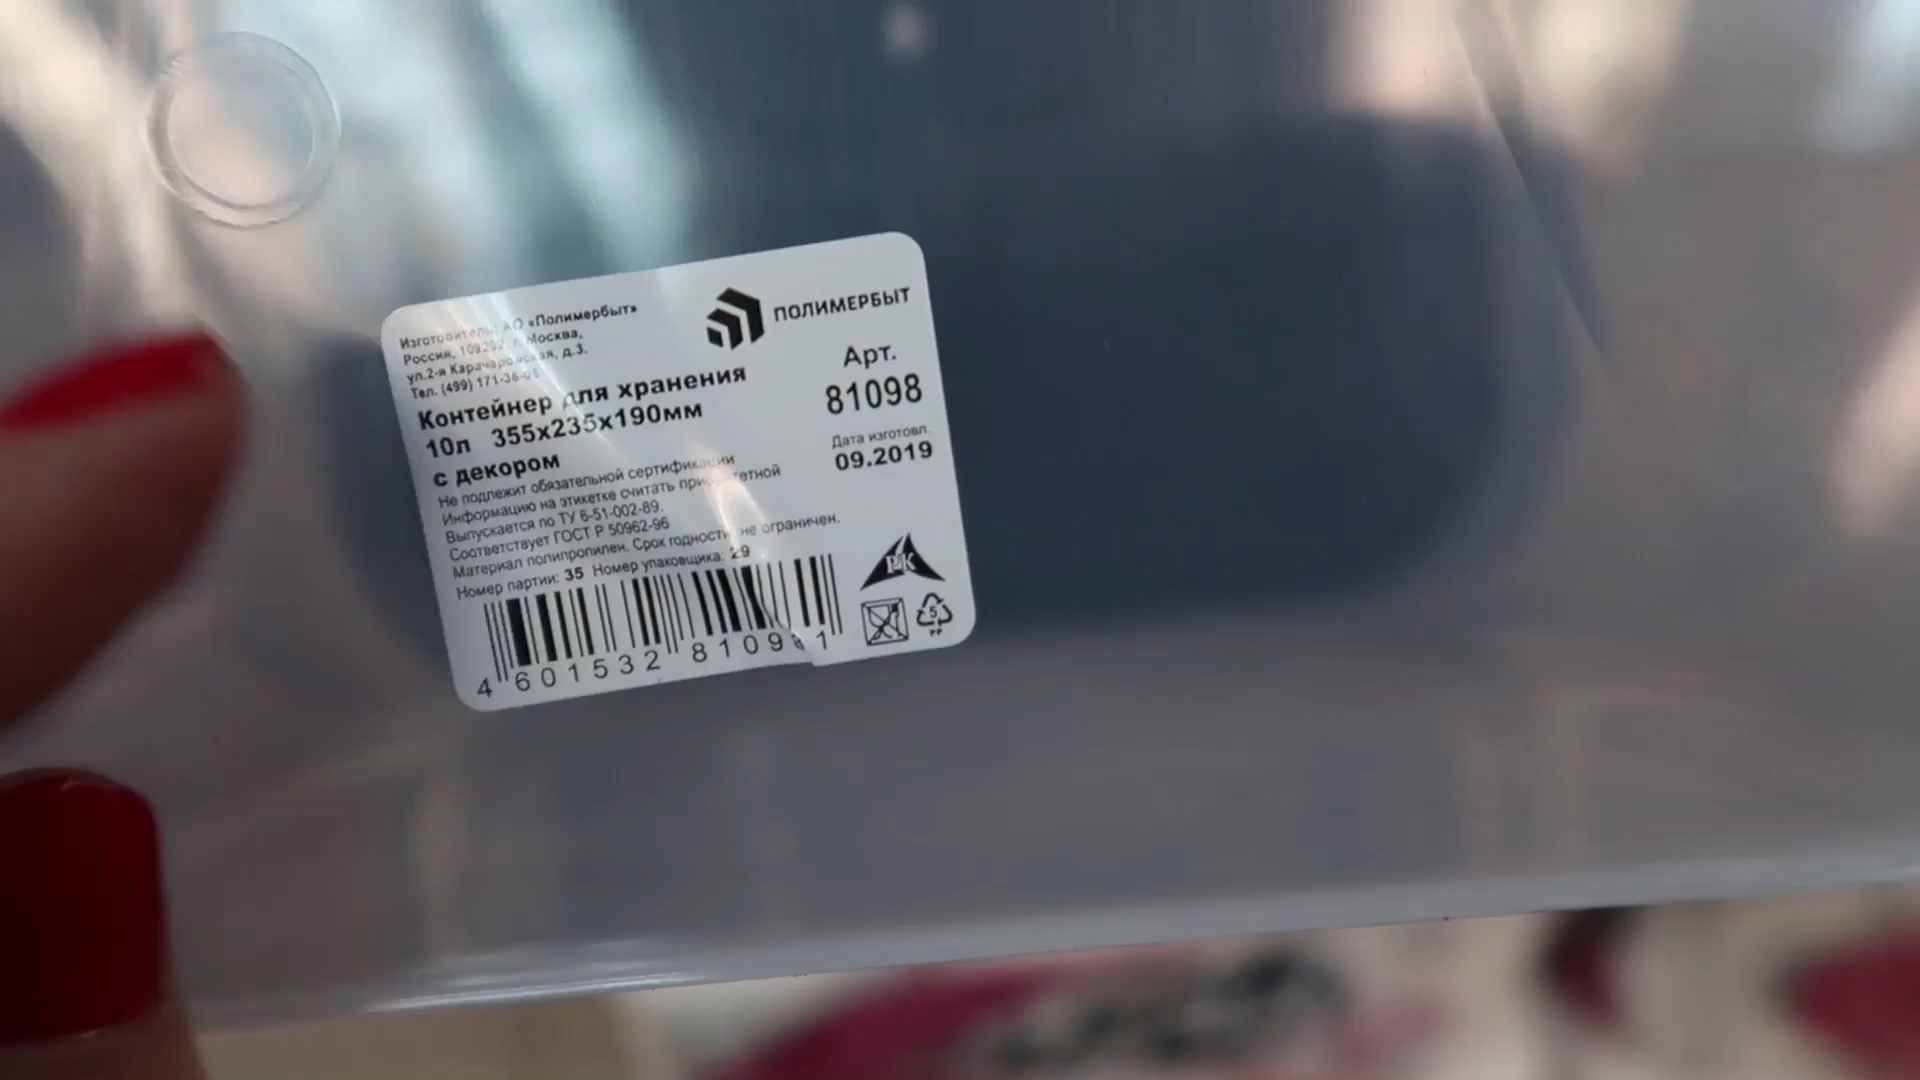 Изготовитель: АО «Полимербыт»
Россия, 109202, г. Москва,
ул.2-я Карачаровская, д.3.
Тел. (499) 171-36-06
ПОЛИМЕРБЫТ
Контейнер для хранения
10л 355х235х190мм
с декором
Арт.
81098
Дата изготовл.
09.2019
Не подлежит обязательной сертификации
Информацию на этикетке считать приоритетной
Выпускается по ТУ 6-51-002-89.
Соответствует ГОСТ Р 50962-96
Материал полипропилен. Срок годности не ограничен.
Номер партии: 35 Номер упаковщика: 29
4 601532 810981
РК
5
PP